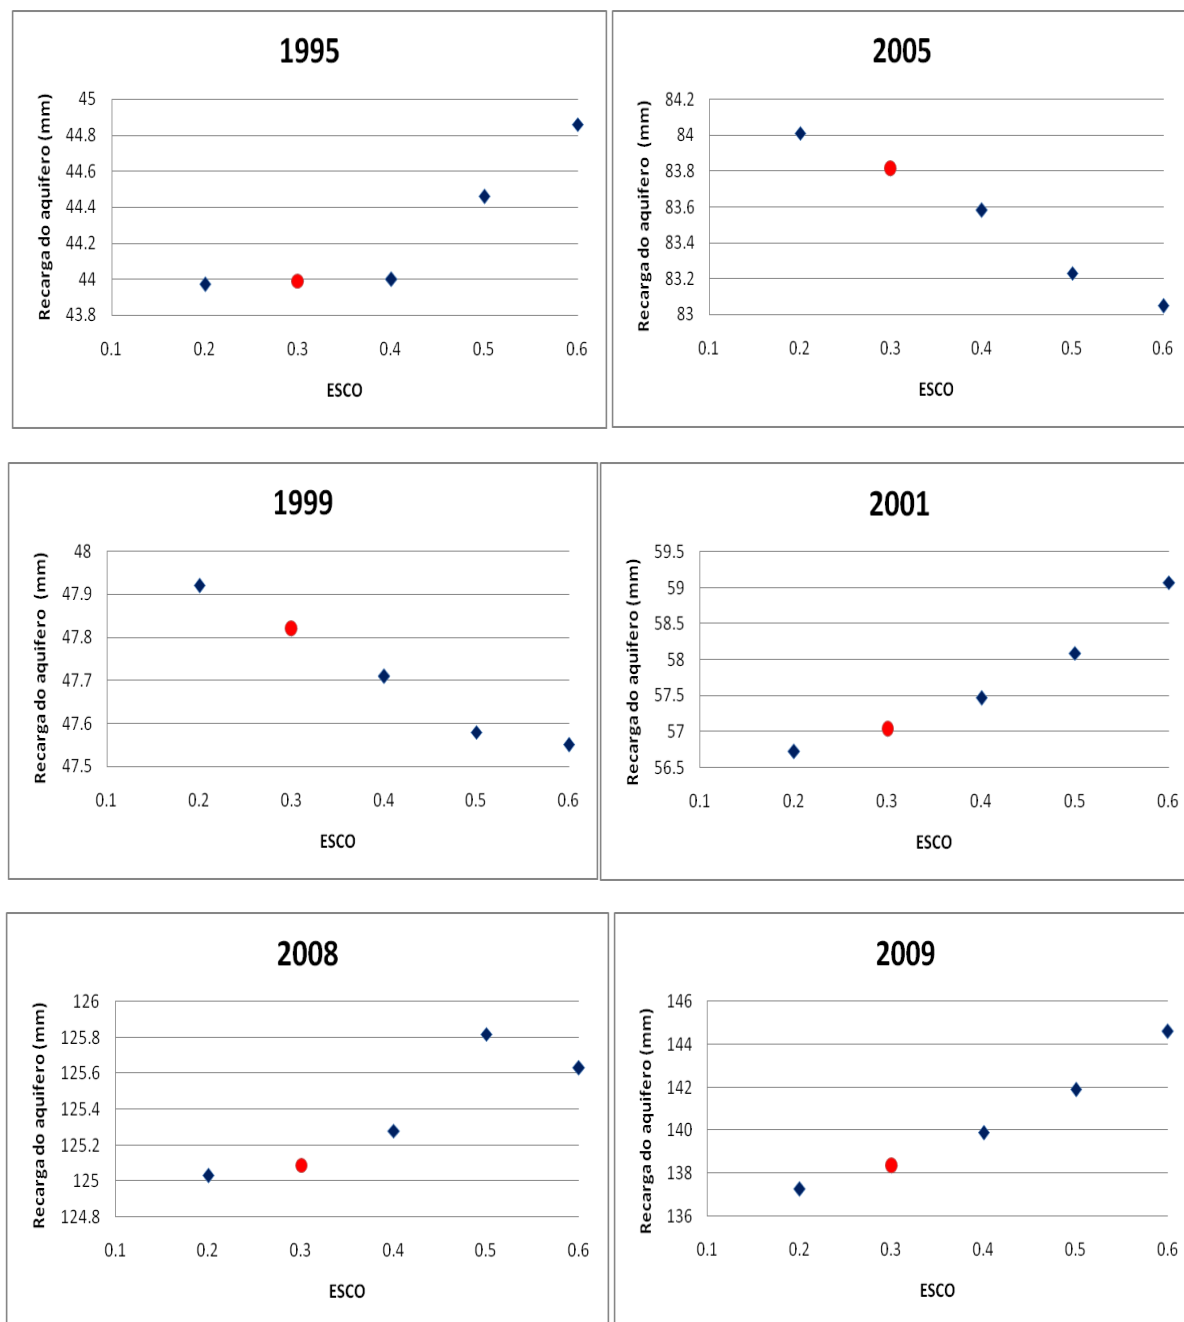 1995
Recarga do aquífero (mm)
45
44.8
44.6
44.4
44.2
44
43.8
0.1 0.2 0.3 0.4 0.5 0.6
ESCO
2005
Recarga do aquífero (mm)
84.2
84
83.8
83.6
83.4
83.2
83
0.1 0.2 0.3 0.4 0.5 0.6
ESCO
1999
Recarga do aquífero (mm)
48
47.9
47.8
47.7
47.6
47.5
0.1 0.2 0.3 0.4 0.5 0.6
ESCO
2001
Recarga do aquífero (mm)
59.5
59
58.5
58
57.5
57
56.5
0.1 0.2 0.3 0.4 0.5 0.6
ESCO
2008
Recarga do aquífero (mm)
126
125.8
125.6
125.4
125.2
125
124.8
0.1 0.2 0.3 0.4 0.5 0.6
ESCO
2009
Recarga do aquífero (mm)
146
144
142
140
138
136
0.1 0.2 0.3 0.4 0.5 0.6
ESCO